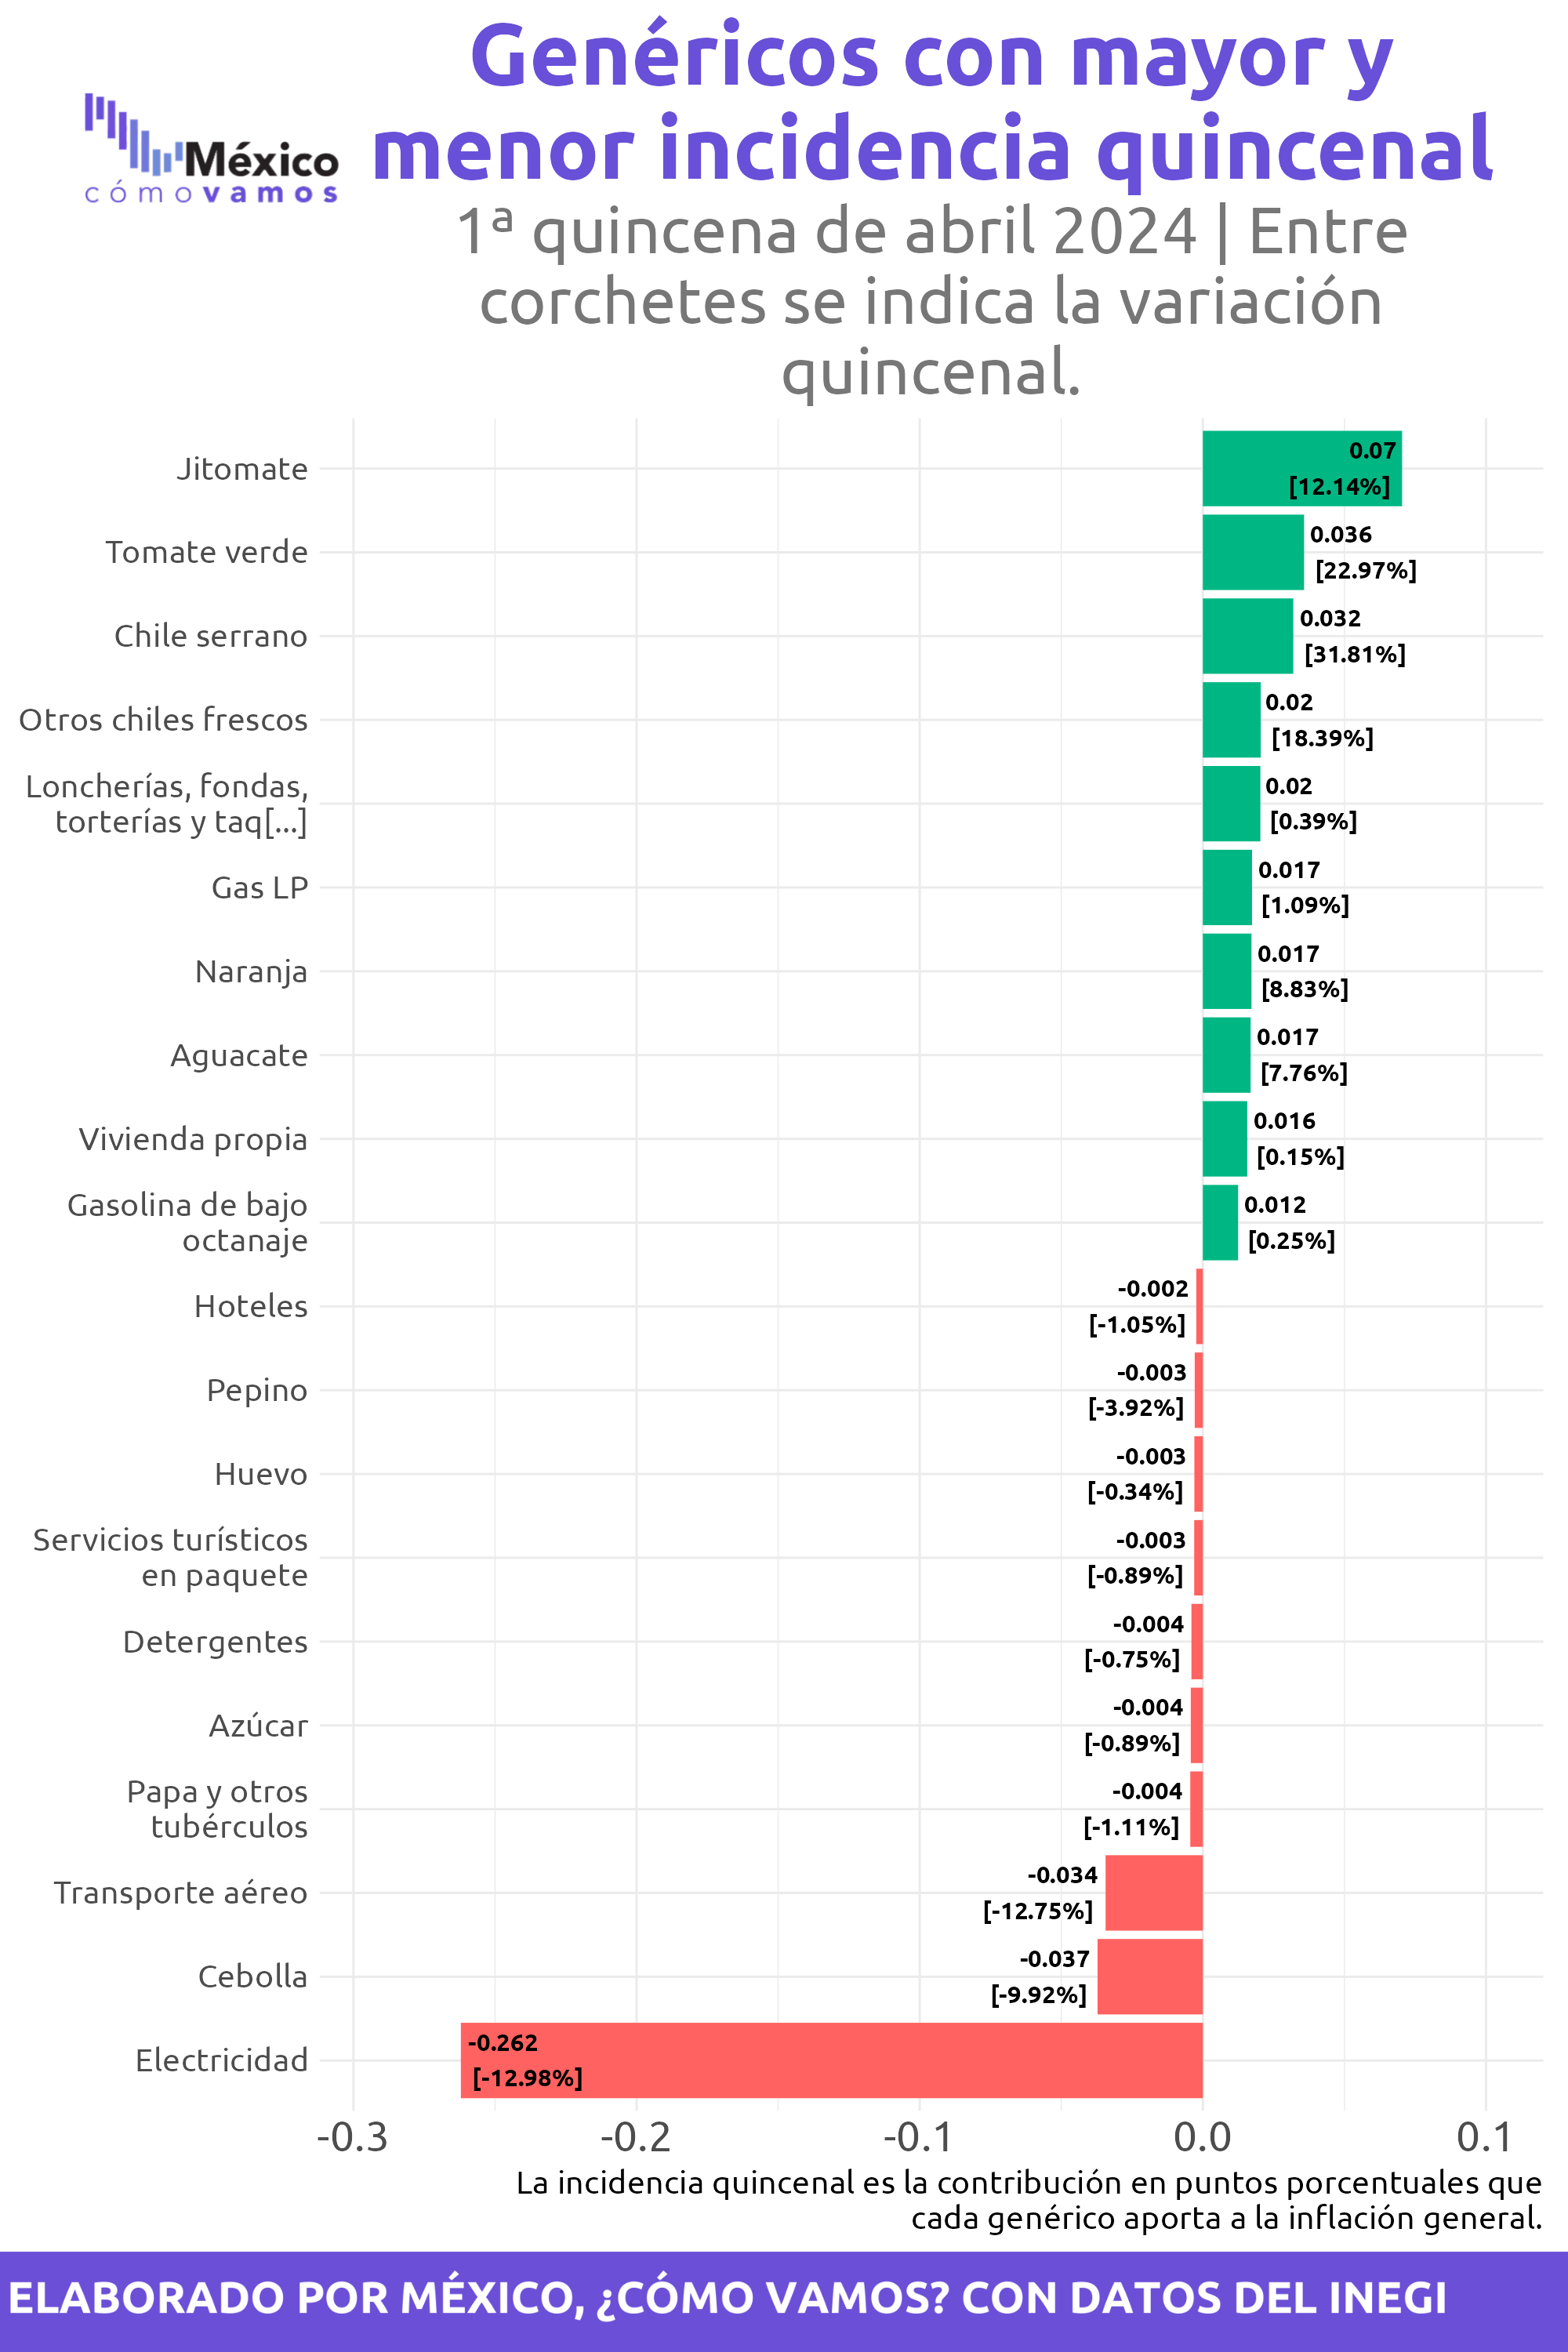 Genéricos con mayor y
menor incidencia quincenal
México
cómovamos
1ª quincena de abril 2024 | Entre
corchetes se indica la variación
quincenal.
Jitomate
0.07
[12.14%]
Tomate verde
0.036
[22.97%]
Chile serrano
0.032
[31.81%]
Otros chiles frescos
0.02
[18.39%]
Loncherías, fondas,
torterías y taq[...]
0.02
[0.39%]
Gas LP
0.017
[1.09%]
Naranja
0.017
[8.83%]
Aguacate
0.017
[7.76%]
Vivienda propia
0.016
[0.15%]
Gasolina de bajo
octanaje
0.012
[0.25%]
Hoteles
-0.002
[-1.05%]
Pepino
-0.003
[-3.92%]
Huevo
-0.003
[-0.34%]
Servicios turísticos
en paquete
-0.003
[-0.89%]
Detergentes
-0.004
[-0.75%]
Azúcar
-0.004
[-0.89%]
Papa y otros
tubérculos
-0.004
[-1.11%]
Transporte aéreo
-0.034
[-12.75%]
Cebolla
-0.037
[-9.92%]
Electricidad
-0.262
[-12.98%]
-0.3 -0.2 -0.1 0.0 0.1
La incidencia quincenal es la contribución en puntos porcentuales que
cada genérico aporta a la inflación general.
ELABORADO POR MÉXICO, ¿CÓMO VAMOS? CON DATOS DEL INEGI